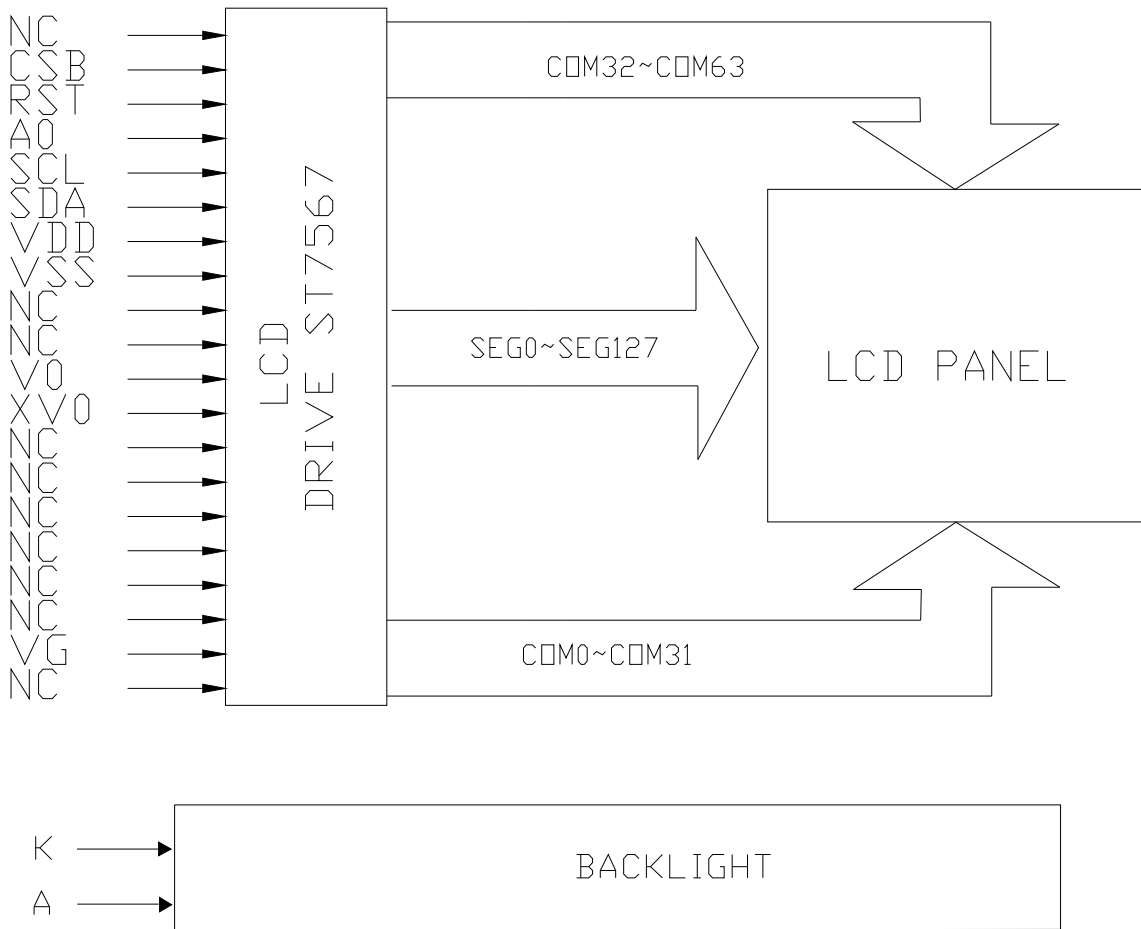 NC
CSB
RST
A0
SCL
SDA
VDD
VSS
NC
NC
V0
XV0
NC
NC
NC
NC
NC
NC
VG
NC
LCD
DRIVE ST7567
COM32~COM63
SEG0~SEG127
COM0~COM31
LCD PANEL
K
A
BACKLIGHT